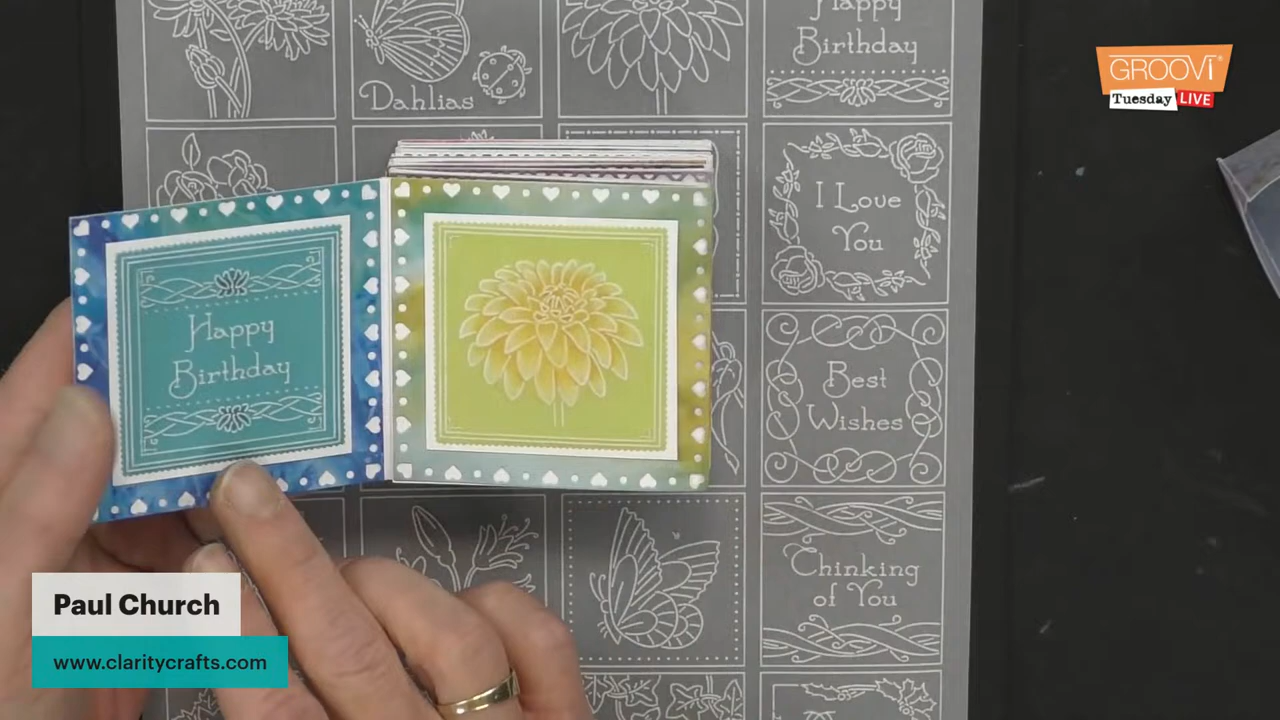 Happy
Birthday
GROOVI
Tuesday LIVE
Dahlias
I Love
You
Happy
Birthday
Best
Wishes
Thinking
of You
Paul Church
www.claritycrafts.com